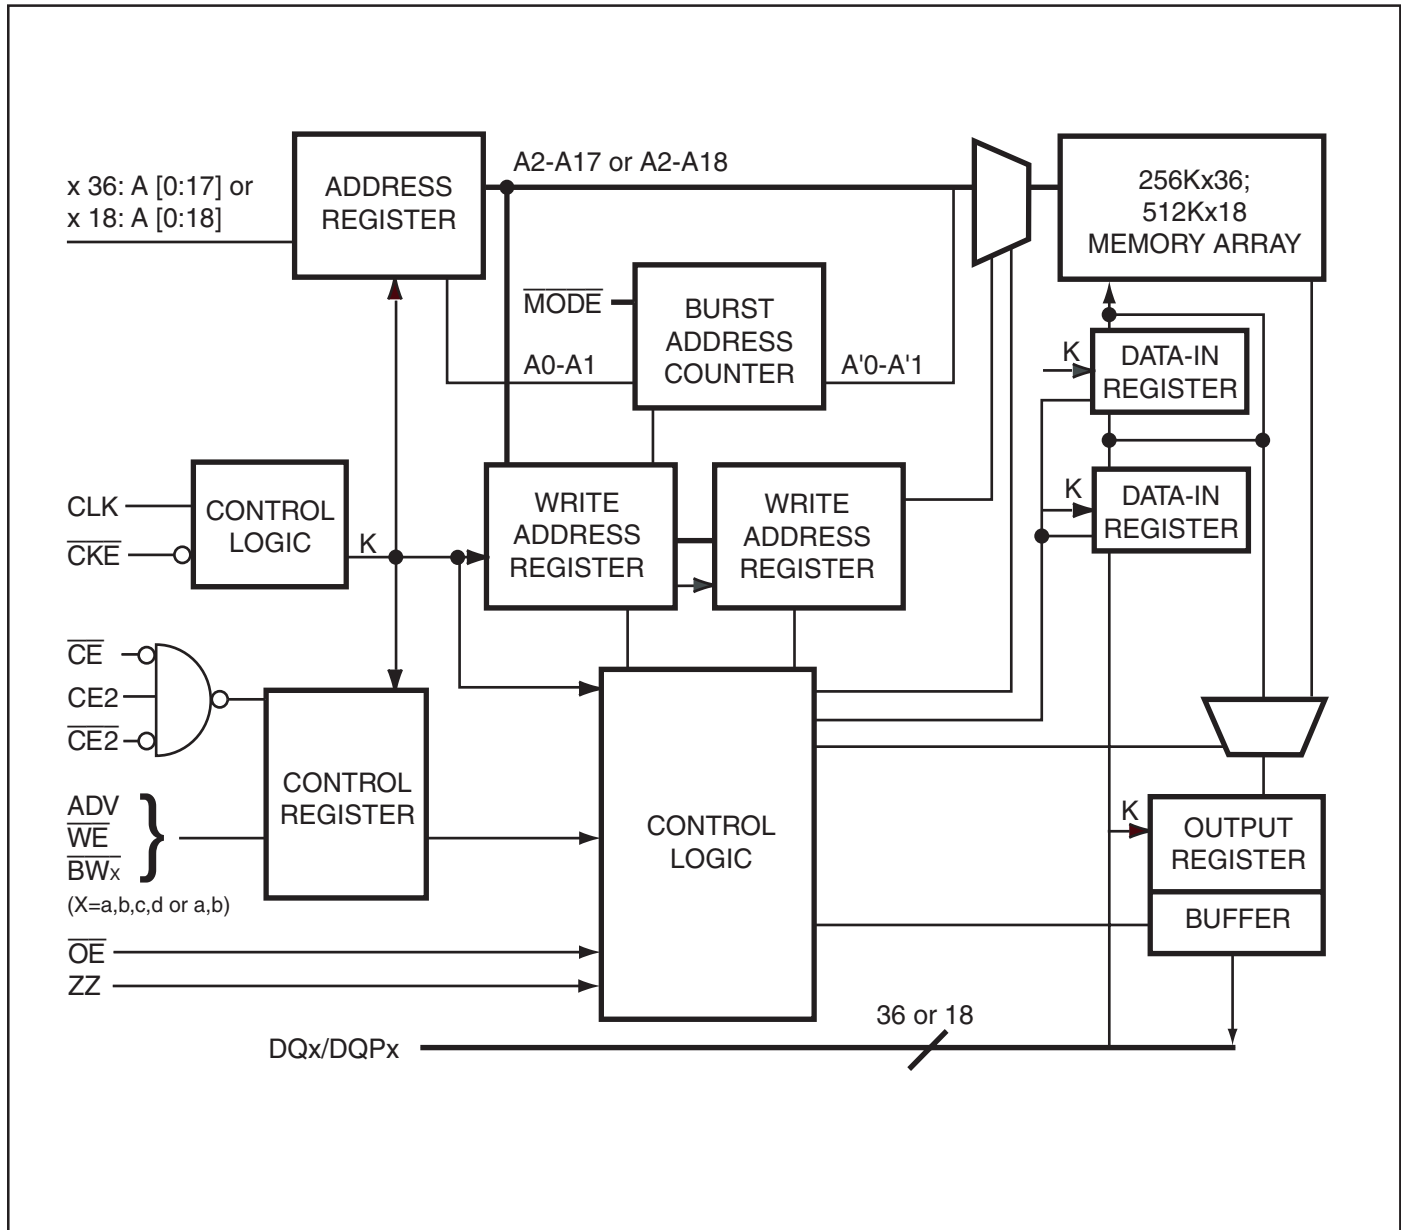 x 36: A [0:17] or
x 18: A [0:18]
ADDRESS
REGISTER
A2-A17 or A2-A18
256Kx36;
512Kx18
MEMORY ARRAY
MODE
BURST
ADDRESS
COUNTER
A0-A1
A'0-A'1
K
DATA-IN
REGISTER
CLK
CKE
CONTROL
LOGIC
K
WRITE
ADDRESS
REGISTER
WRITE
ADDRESS
REGISTER
K
DATA-IN
REGISTER
CE
CE2
CE2
ADV
WE
BWx
(X=a,b,c,d or a,b)
CONTROL
REGISTER
CONTROL
LOGIC
K
OUTPUT
REGISTER
BUFFER
OE
ZZ
36 or 18
DQx/DQPx